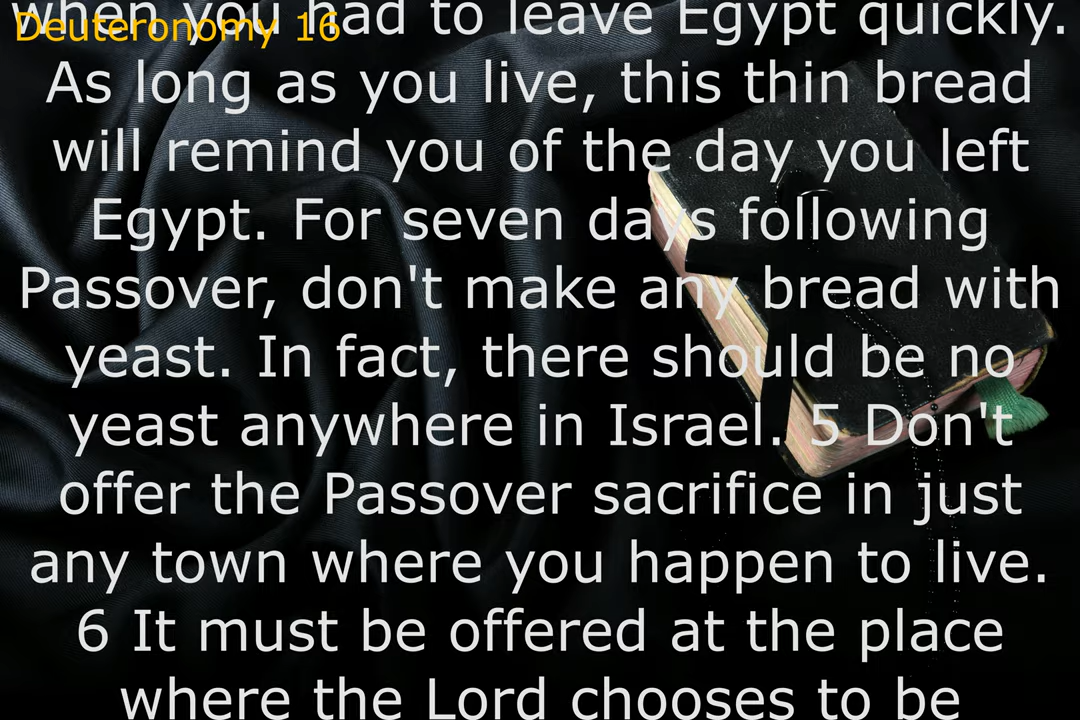 Deuteronomy 16
when you had to leave Egypt quickly.
As long as you live, this thin bread
will remind you of the day you left
Egypt. For seven days following
Passover, don't make any bread with
yeast. In fact, there should be no
yeast anywhere in Israel. 5 Don't
offer the Passover sacrifice in just
any town where you happen to live.
6 It must be offered at the place
where the Lord chooses to be